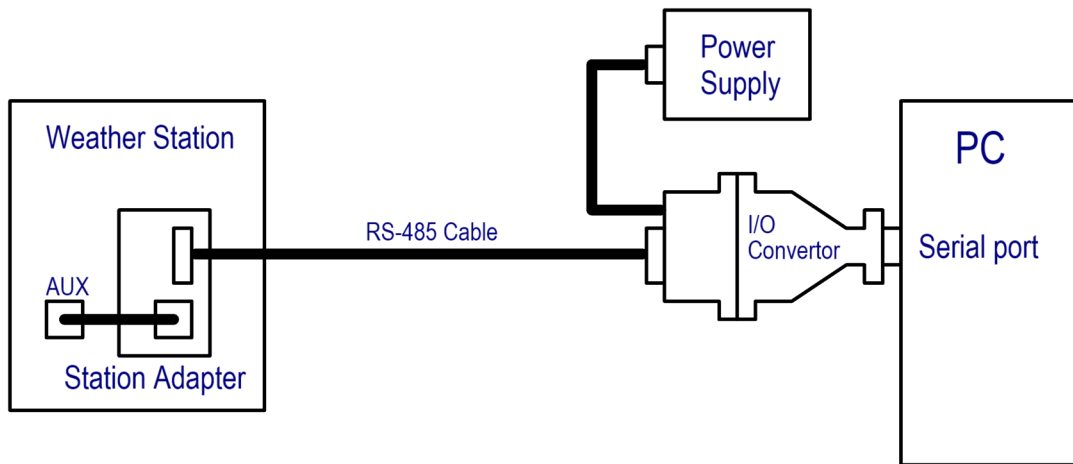 Power
Supply
Weather Station
PC
RS-485 Cable
I/O
Convertor
Serial port
AUX
Station Adapter